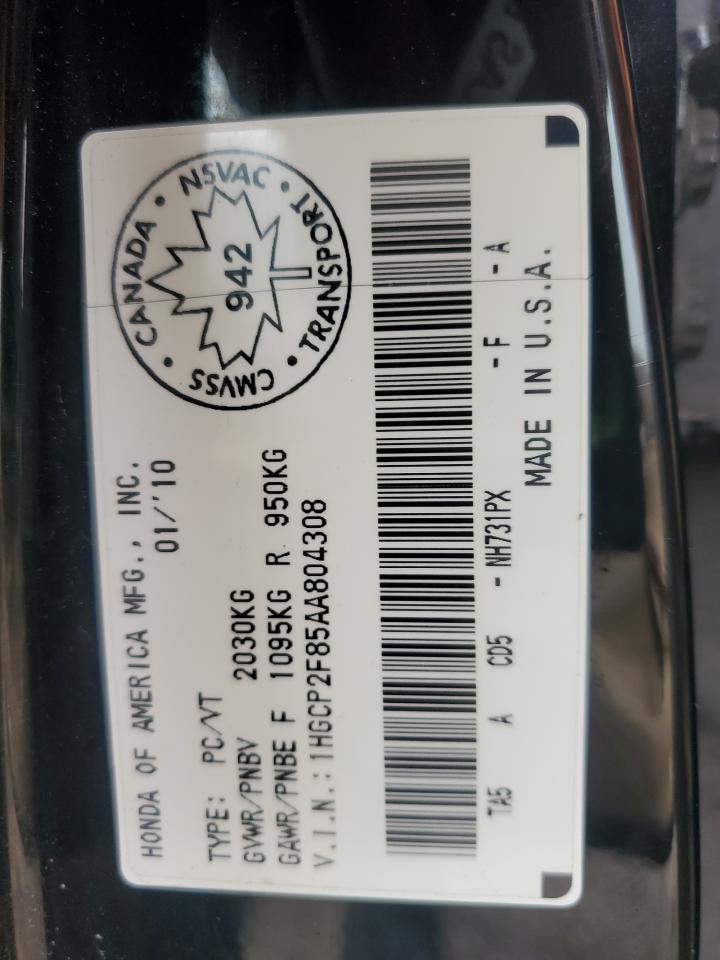 HONDA OF AMERICA MFG., INC.
01/'10
TYPE: PC/VT
GVWR/PNBV 2030KG
GAWR/PNBE F 1095KG R 950KG
V.I.N.: 1HGCP2F85AA804308
CANADA • NSVAC • TRANSPORT • CMVSS •
942
TA5 A CD5 - NH731PX - F - A
MADE IN U.S.A.